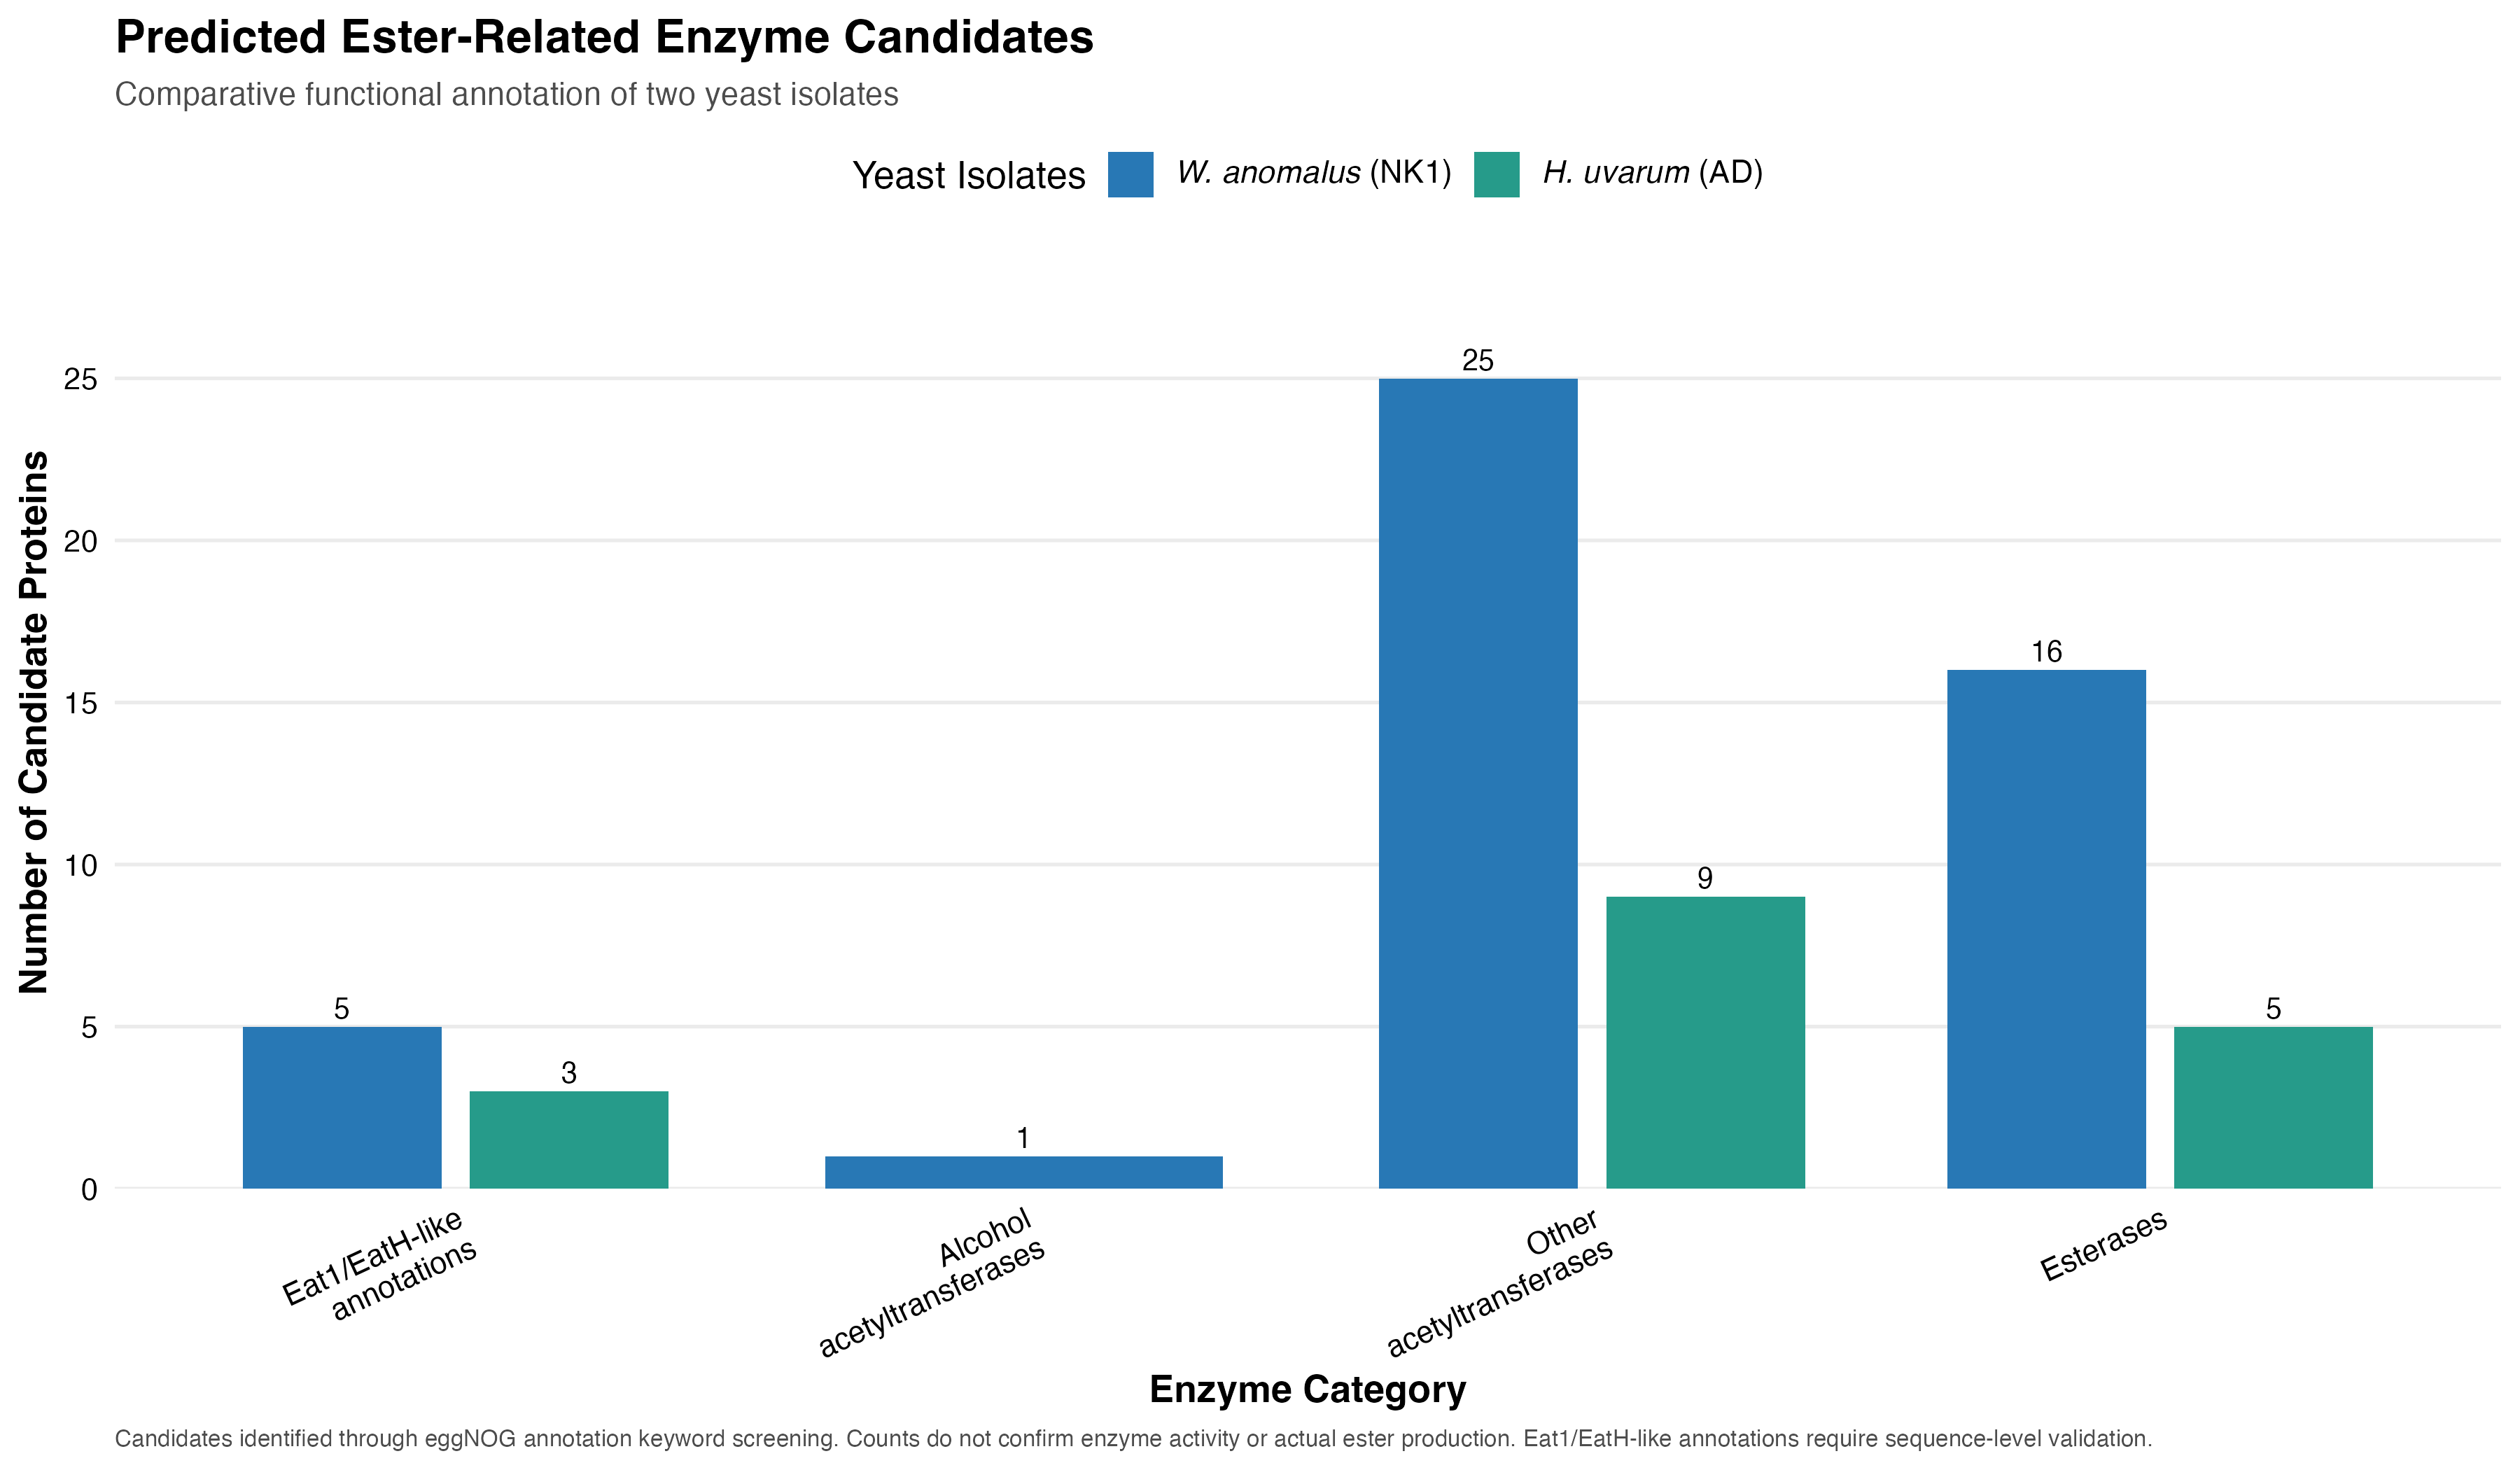 Predicted Ester-Related Enzyme Candidates
Comparative functional annotation of two yeast isolates
Yeast Isolates W. anomalus (NK1) H. uvarum (AD)
Number of Candidate Proteins
25
20
15
10
5
0
5
3
1
25
9
16
5
Eat1/EatH-like
annotations
Alcohol
acetyltransferases
Other
acetyltransferases
Esterases
Enzyme Category
Candidates identified through eggNOG annotation keyword screening. Counts do not confirm enzyme activity or actual ester production. Eat1/EatH-like annotations require sequence-level validation.